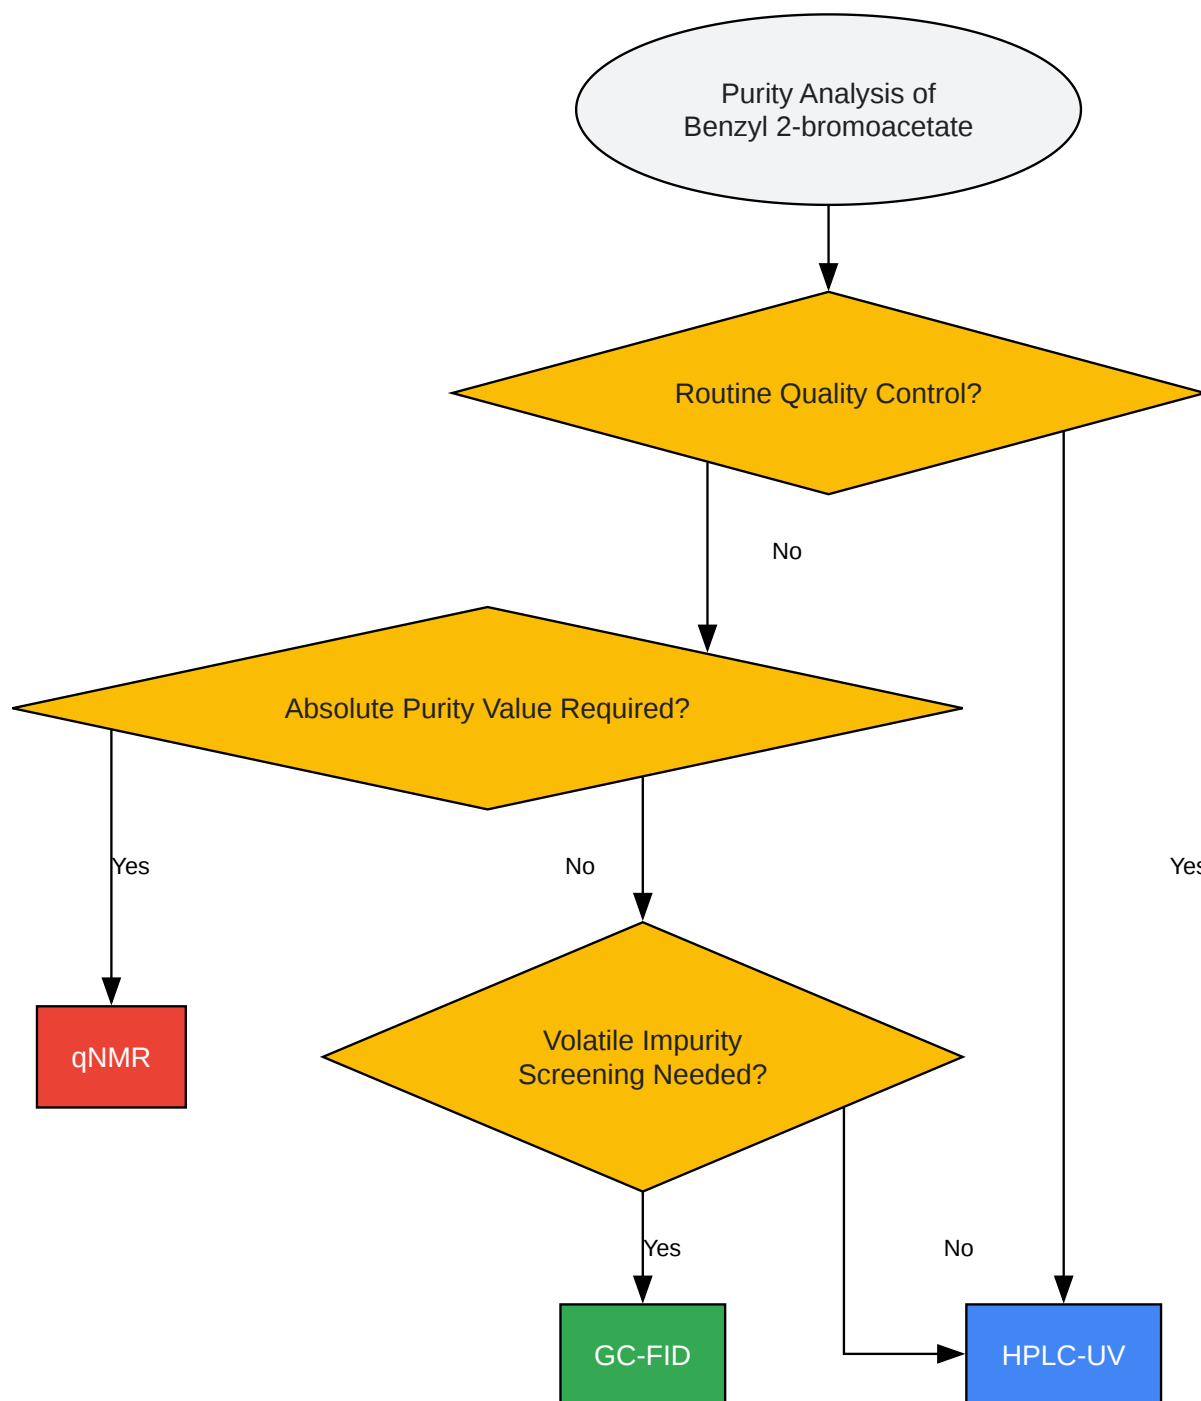 Purity Analysis of
Benzyl 2-bromoacetate
Routine Quality Control?
No
Absolute Purity Value Required?
Yes
No
Yes
qNMR
Volatile Impurity
Screening Needed?
Yes
No
GC-FID
HPLC-UV